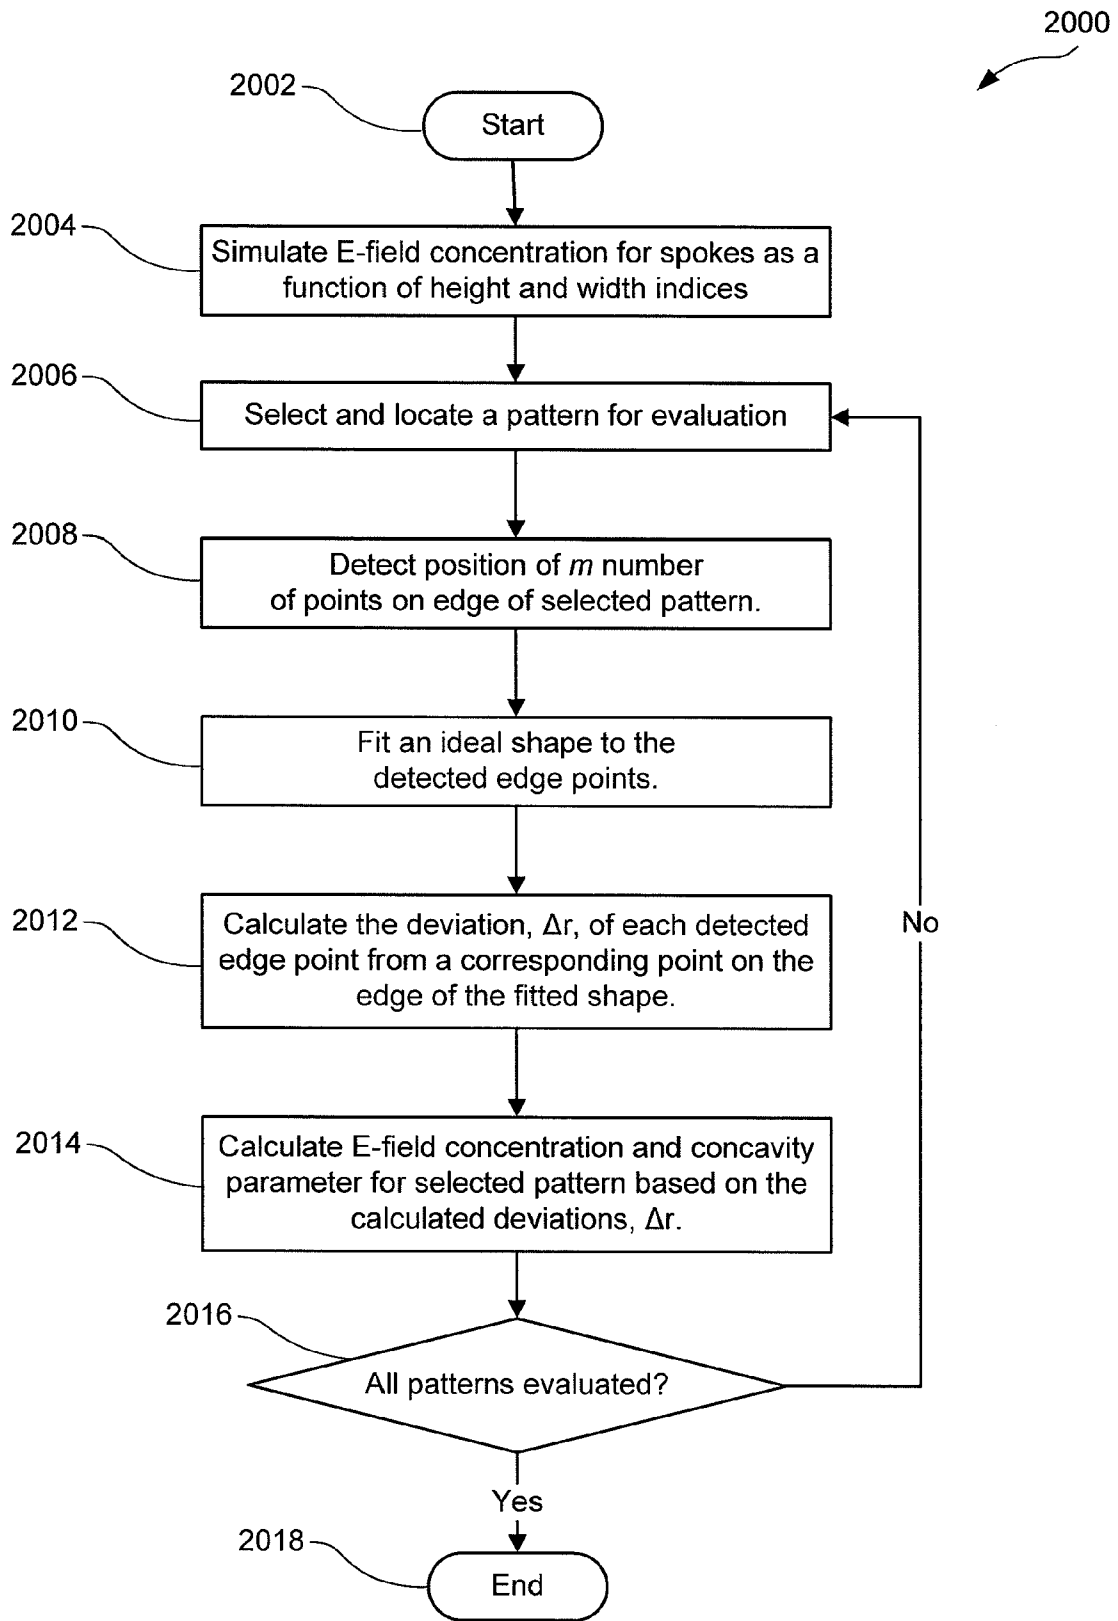 2000
2002
Start
2004
Simulate E-field concentration for spokes as a
function of height and width indices
2006
Select and locate a pattern for evaluation
2008
Detect position of m number
of points on edge of selected pattern.
2010
Fit an ideal shape to the
detected edge points.
2012
Calculate the deviation, Δr, of each detected
edge point from a corresponding point on the
edge of the fitted shape.
No
2014
Calculate E-field concentration and concavity
parameter for selected pattern based on the
calculated deviations, Δr.
2016
All patterns evaluated?
Yes
2018
End